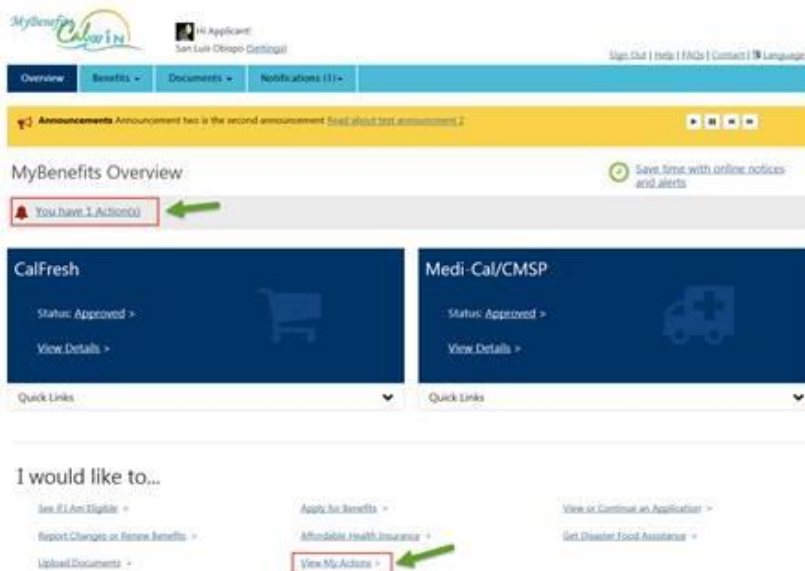 MyBenefits
CalWIN
Hi Applicant!
San Luis Obispo (Settings)
Sign Out | Help | FAQs | Contact | Language
Overview
Benefits
Documents
Notifications (1)
Announcements Announcement two is the second announcement Read about test announcement 2
MyBenefits Overview
Save time with online notices
and alerts
You have 1 Action(s)
CalFresh
Status: Approved >
View Details >
Quick Links
Medi-Cal/CMSP
Status: Approved >
View Details >
Quick Links
I would like to...
See If I Am Eligible >
Apply for Benefits >
View or Continue an Application >
Report Changes or Renew Benefits >
Affordable Health Insurance >
Get Disaster Food Assistance >
Upload Documents >
View My Actions >